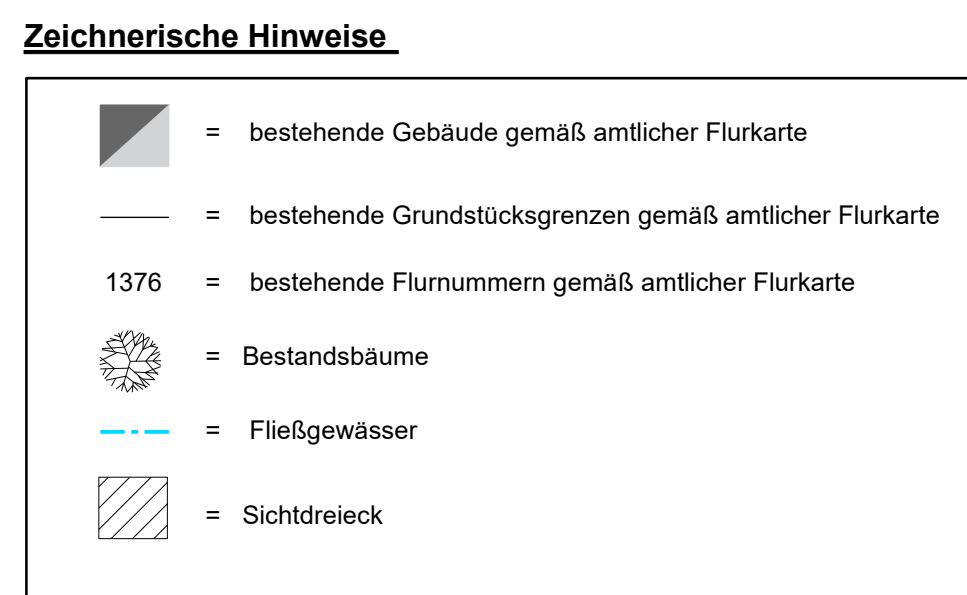 Zeichnerische Hinweise
= bestehende Gebäude gemäß amtlicher Flurkarte
= bestehende Grundstücksgrenzen gemäß amtlicher Flurkarte
1376 = bestehende Flurnummern gemäß amtlicher Flurkarte
= Bestandsbäume
= Fließgewässer
= Sichtdreieck